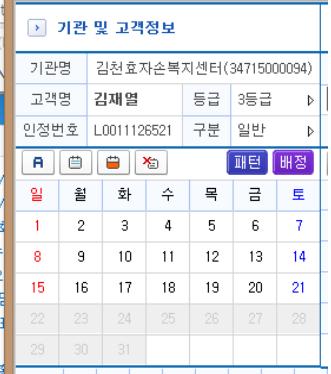 기관 및 고객정보
기관명 김천효자손복지센터(34715000094)
고객명 김재열 등급 3등급
인정번호 L0011126521 구분 일반
A 패턴 배정
일 월 화 수 목 금 토
1 2 3 4 5 6 7
8 9 10 11 12 13 14
15 16 17 18 19 20 21
22 23 24 25 26 27 28
29 30 31